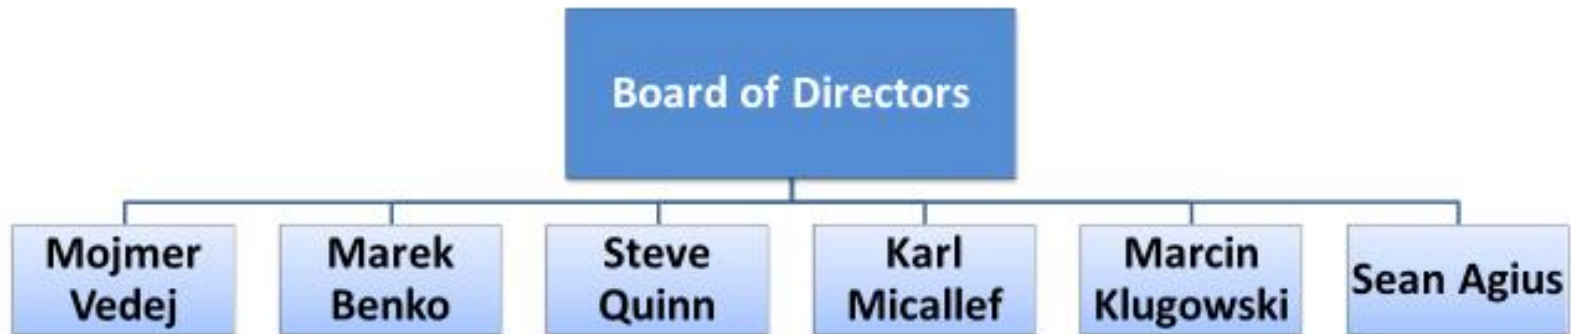 Board of Directors
Mojmer
Vedej
Marek
Benko
Steve
Quinn
Karl
Micallef
Marcin
Klugowski
Sean Agius